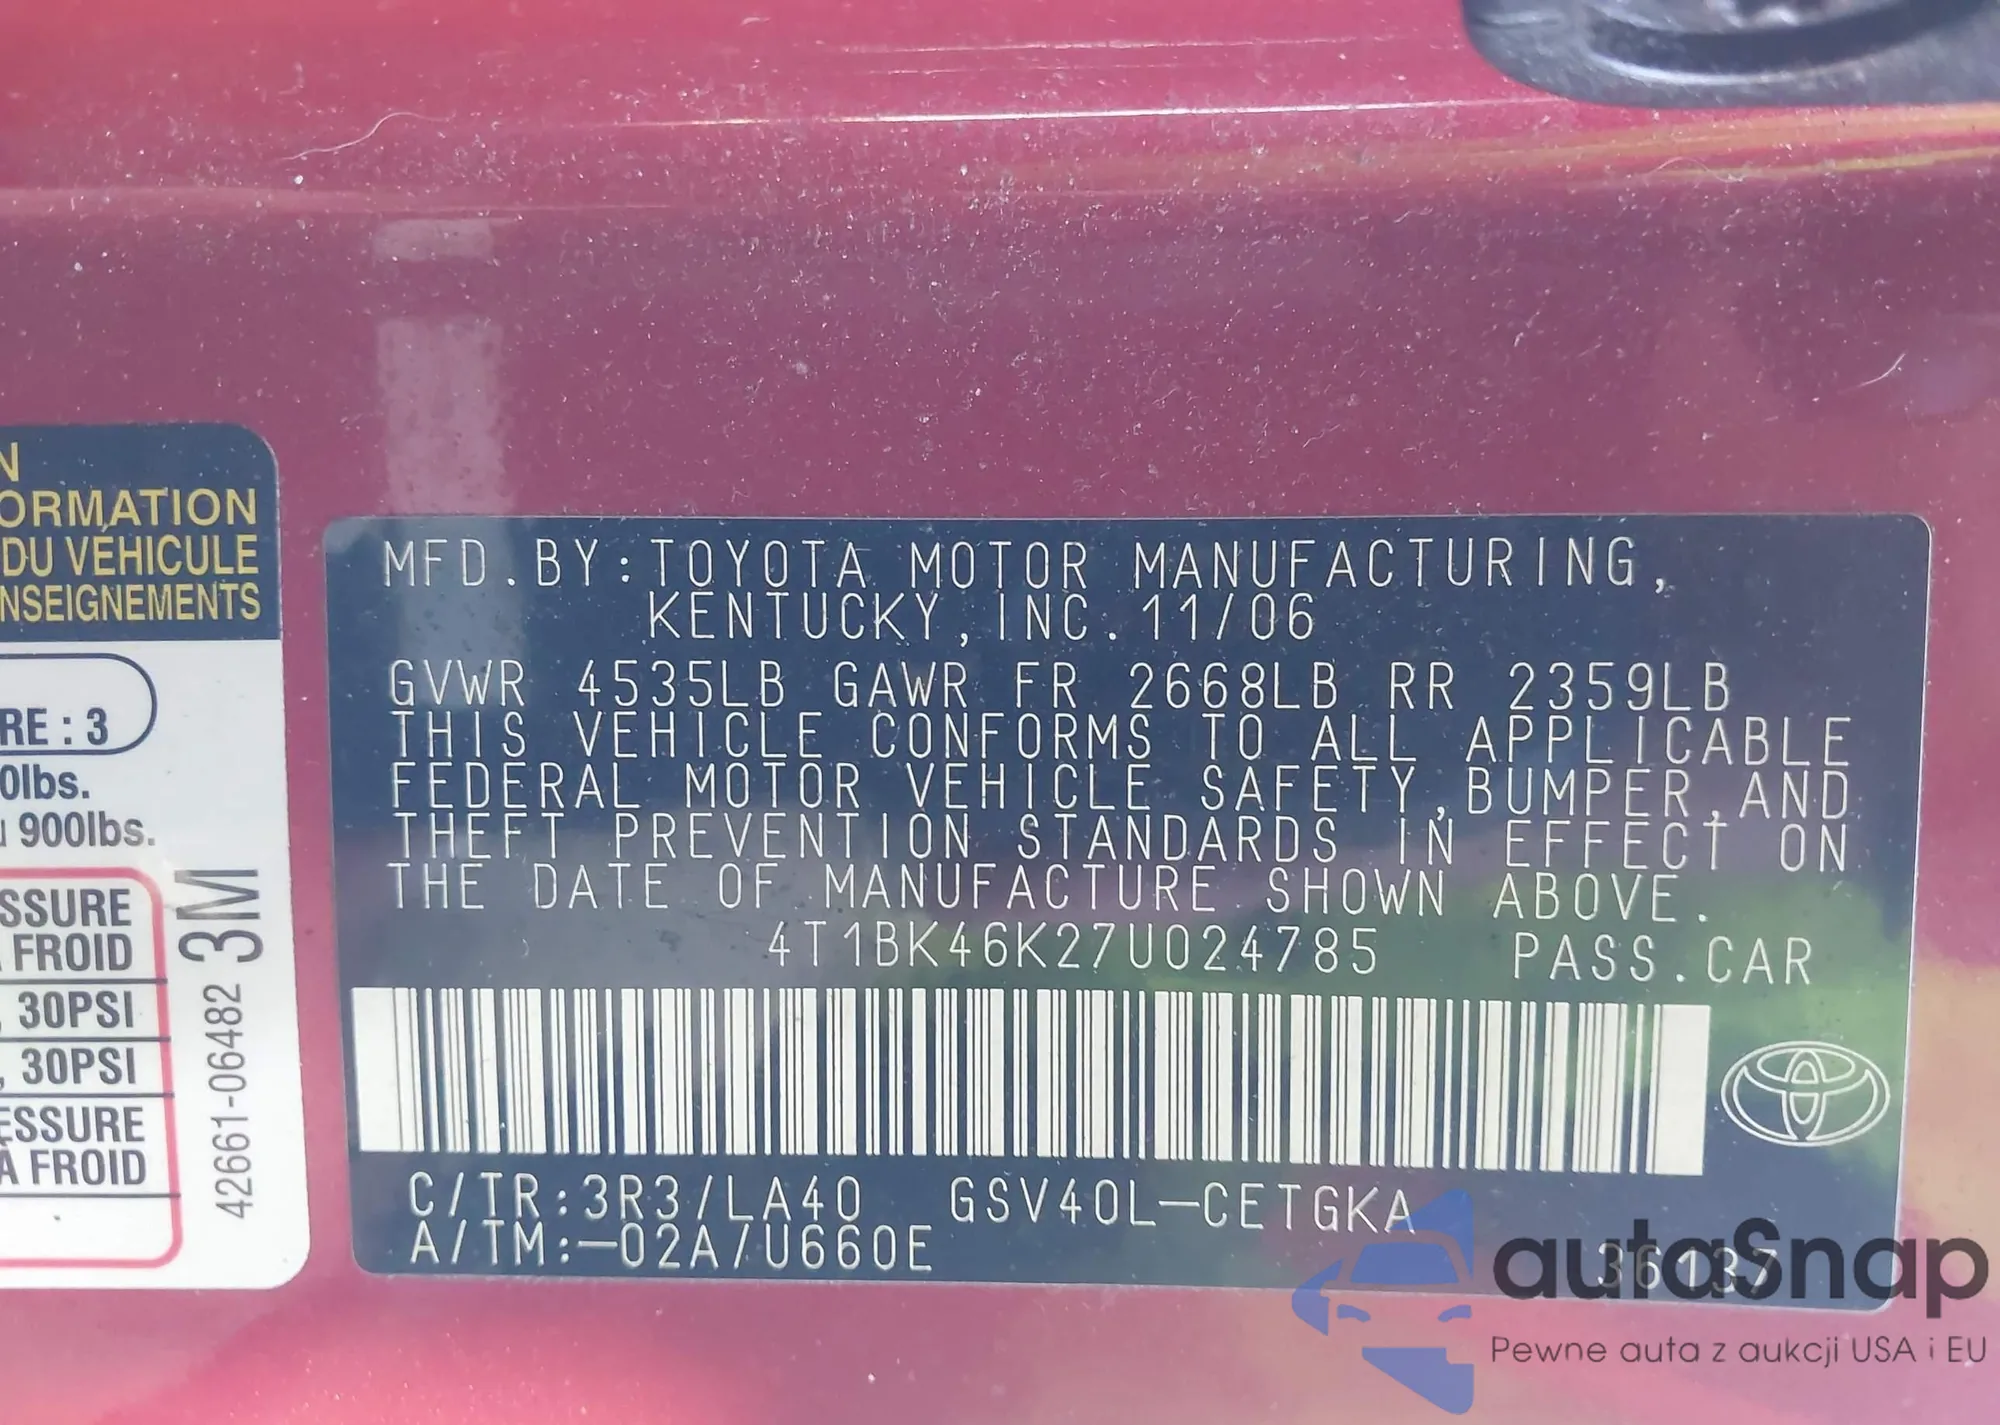 N
ORMATION
DU VÉHICULE
NSEIGNEMENTS
RE : 3
0lbs.
900lbs.
SSURE
FROID
, 30PSI
, 30PSI
ESSURE
À FROID
42661-06482 3M
MFD.BY:TOYOTA MOTOR MANUFACTURING,
KENTUCKY,INC.11/06
GVWR 4535LB GAWR FR 2668LB RR 2359LB
THIS VEHICLE CONFORMS TO ALL APPLICABLE
FEDERAL MOTOR VEHICLE SAFETY,BUMPER,AND
THEFT PREVENTION STANDARDS IN EFFECT ON
THE DATE OF MANUFACTURE SHOWN ABOVE.
4T1BK46K27U024785 PASS.CAR
C/TR:3R3/LA40 GSV40L-CETGKA
A/TM:-02A/U660E
36137
autaSnap
Pewne auta z aukcji USA i EU